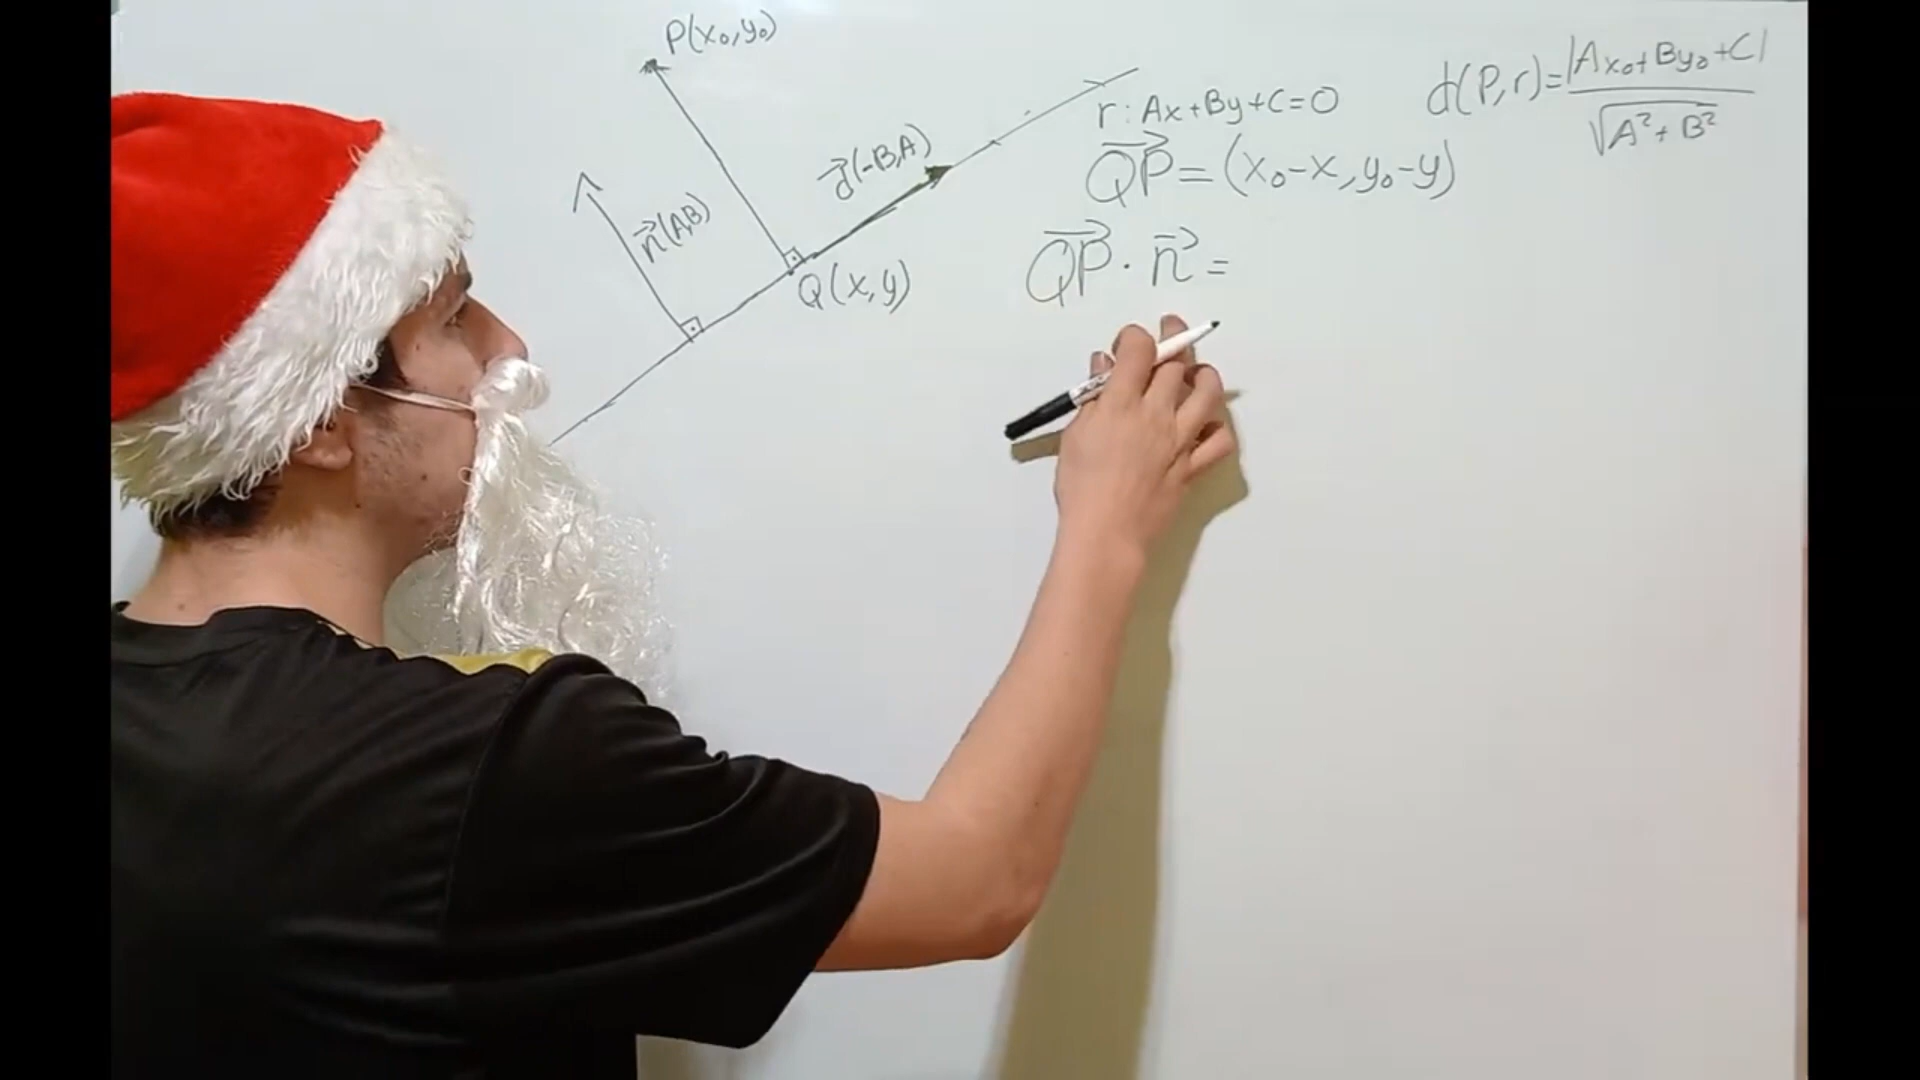 P(x₀,y₀)
n⃗(A,B)
d⃗(-B,A)
Q(x,y)
r: Ax+By+C=0
QP⃗=(x₀-x,y₀-y)
QP⃗·n⃗=
d(P,r)=|Ax₀+By₀+C|
√A²+B²